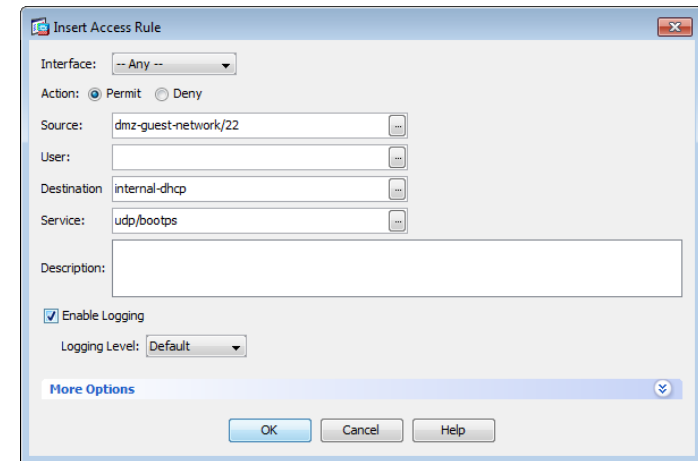 Insert Access Rule
Interface: -- Any --
Action: Permit Deny
Source: dmz-guest-network/22 ...
User: ...
Destination internal-dhcp ...
Service: udp/bootps ...
Description:
Enable Logging
Logging Level: Default
More Options
OK Cancel Help